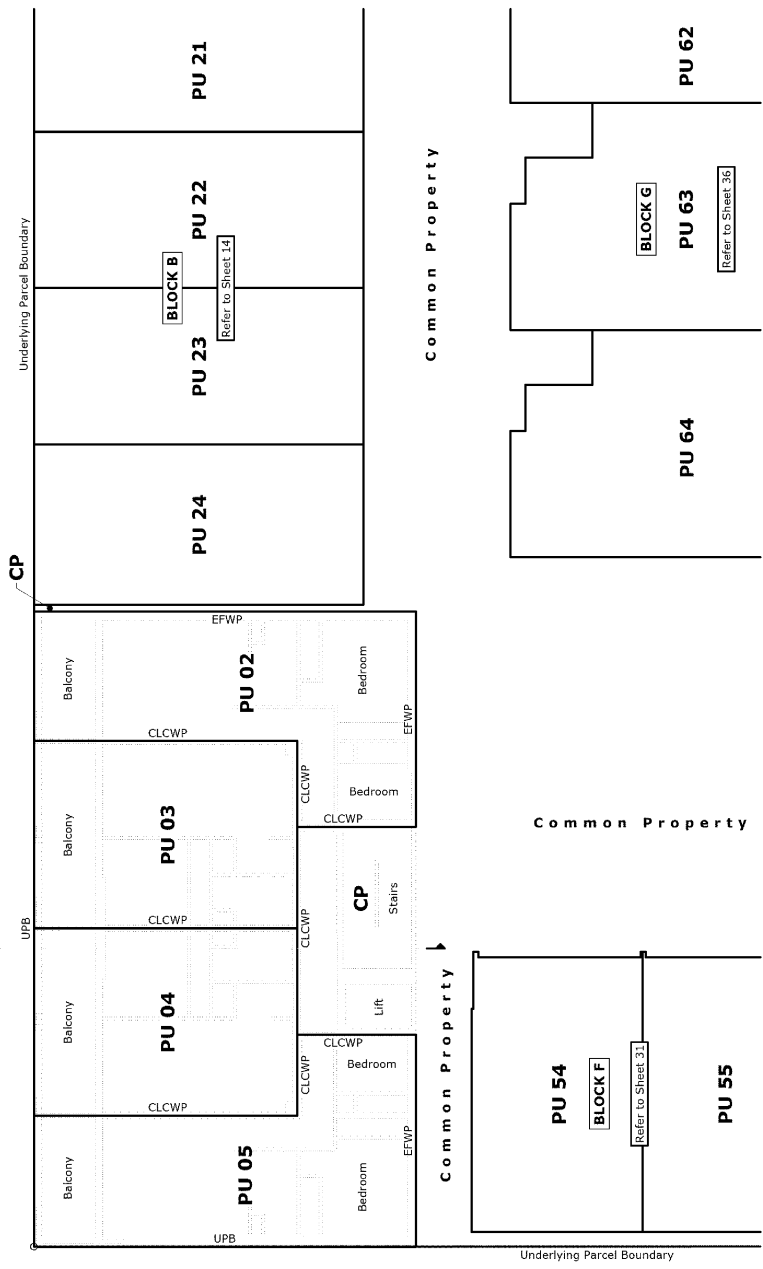 PU 21
PU 62
PU 22
Common Property
BLOCK G
PU 63
Refer to Sheet 36
Underlying Parcel Boundary
BLOCK B
Refer to Sheet 14
PU 23
PU 64
PU 24
CP
EFWP
Balcony
PU 02
Bedroom
EFWP
CLCWP
CLCWP
Bedroom
CLCWP
Balcony
PU 03
Common Property
CP
Stairs
UPB
CLCWP
CLCWP
Balcony
PU 04
Lift
Common Property
CLCWP
Bedroom
CLCWP
CLCWP
PU 54
BLOCK F
Refer to Sheet 31
PU 55
Balcony
PU 05
Bedroom
EFWP
UPB
Underlying Parcel Boundary